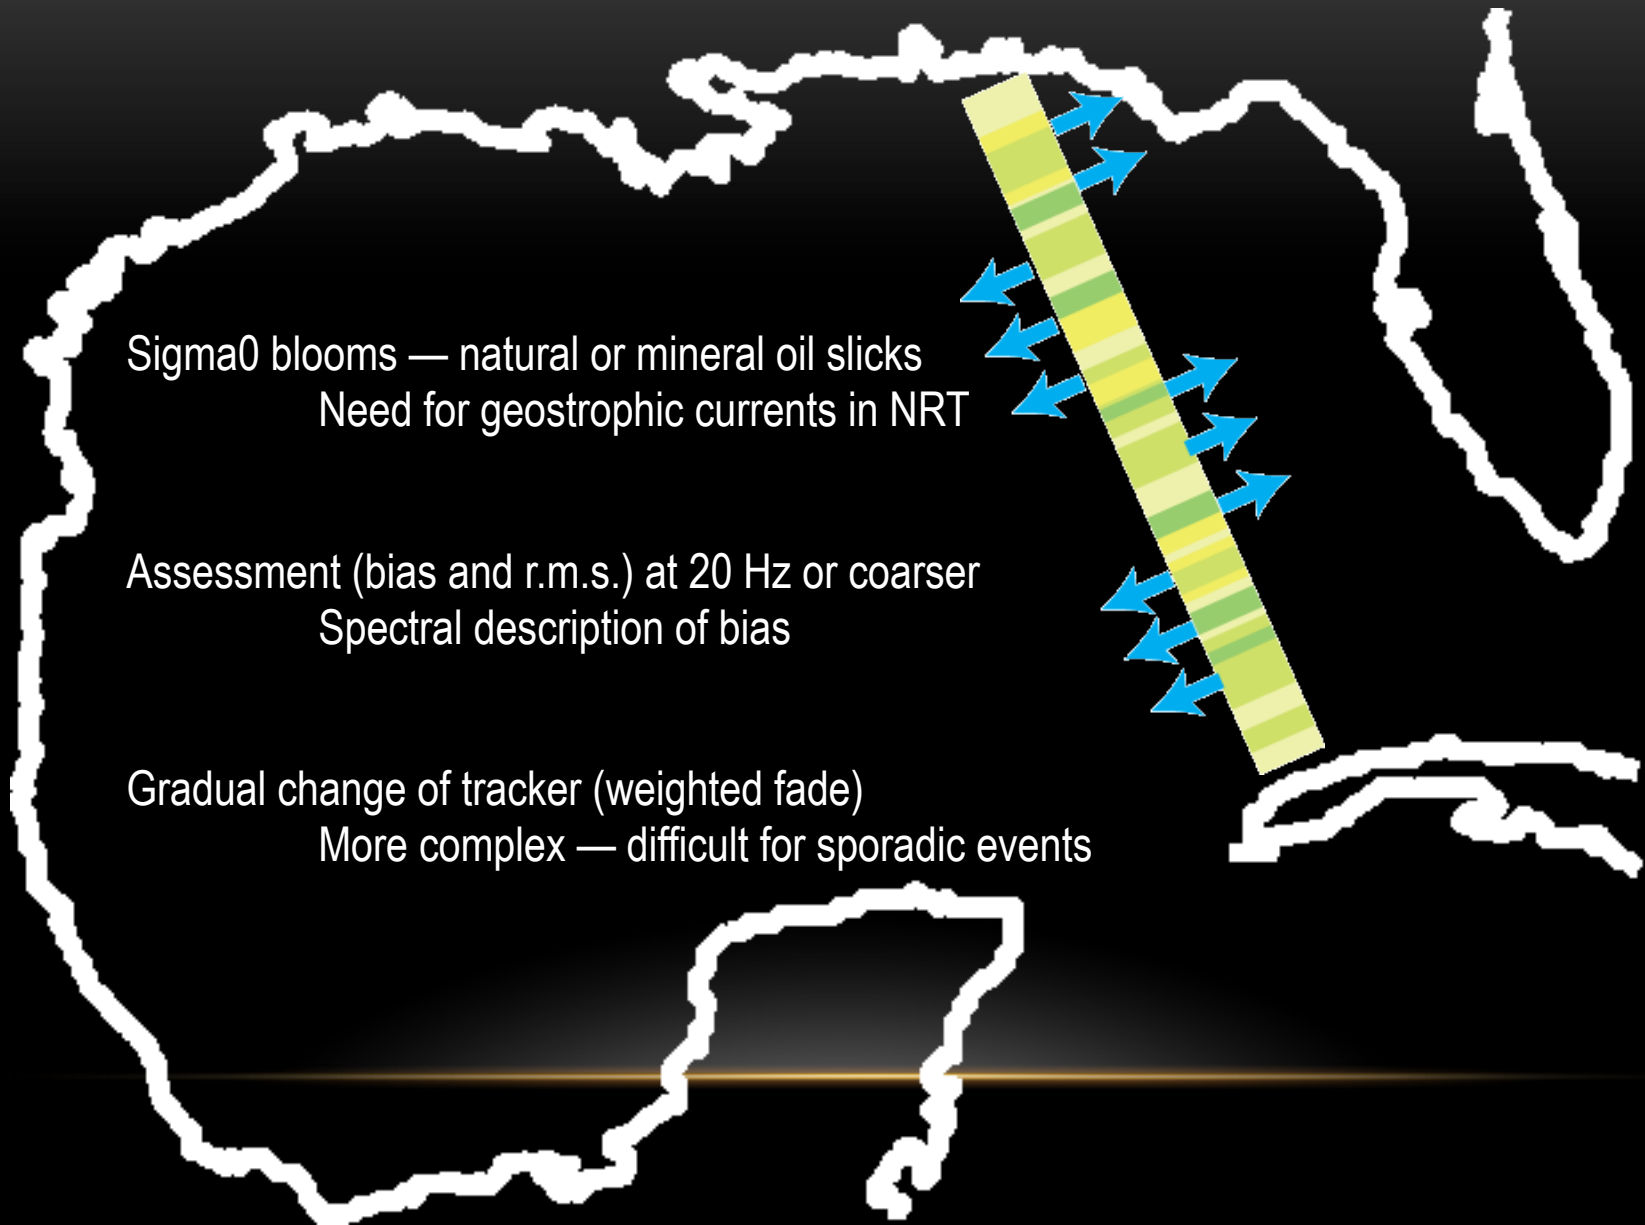 Sigma0 blooms — natural or mineral oil slicks
Need for geostrophic currents in NRT
Assessment (bias and r.m.s.) at 20 Hz or coarser
Spectral description of bias
Gradual change of tracker (weighted fade)
More complex — difficult for sporadic events